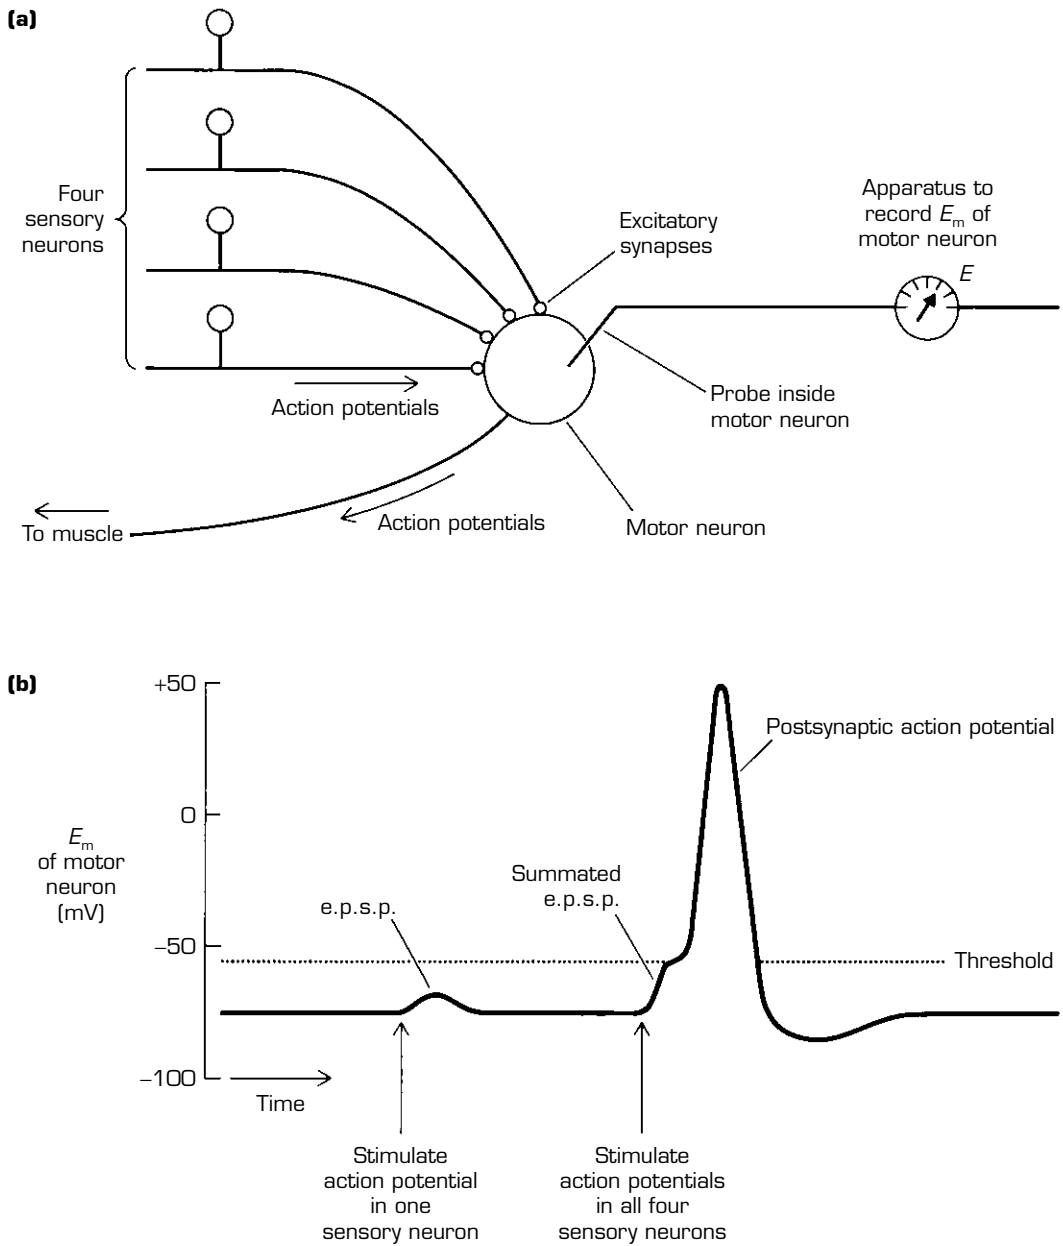 (a)
Four
sensory
neurons
Excitatory
synapses
Apparatus to
record Em of
motor neuron
E
Action potentials
Probe inside
motor neuron
To muscle
Action potentials
Motor neuron
(b)
+50
Postsynaptic action potential
0
Em
of motor
neuron
(mV)
Summated
e.p.s.p.
e.p.s.p.
–50
Threshold
–100
Time
Stimulate
action potential
in one
sensory neuron
Stimulate
action potentials
in all four
sensory neurons